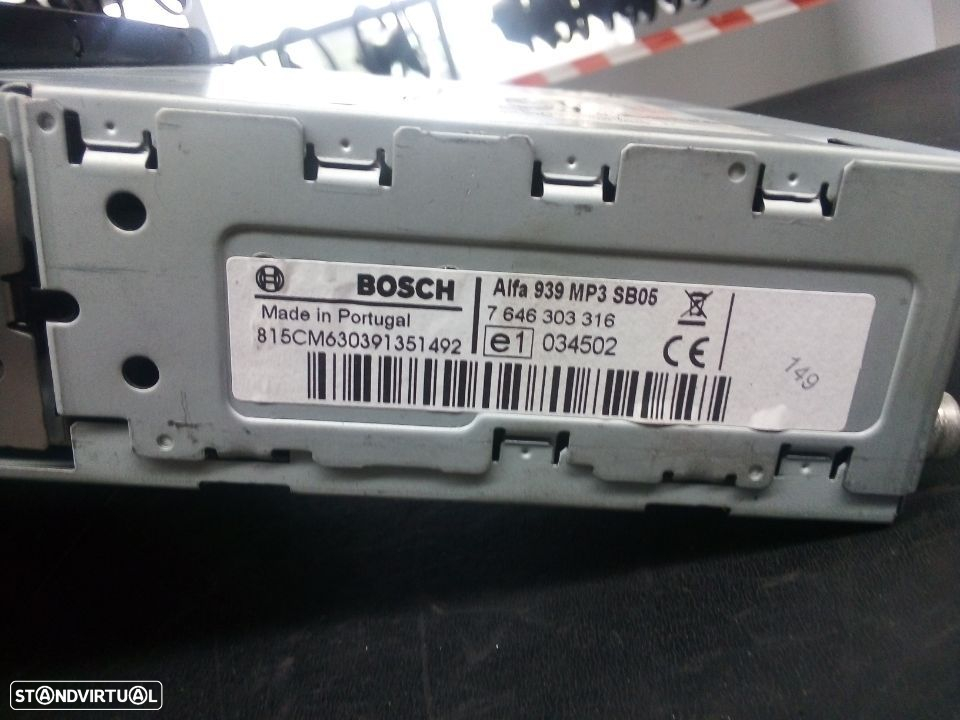 BOSCH
Made in Portugal
815CM630391351492
Alfa 939 MP3 SB05
7 646 303 316
e1 034502
CE
149
STANDVIRTUAL